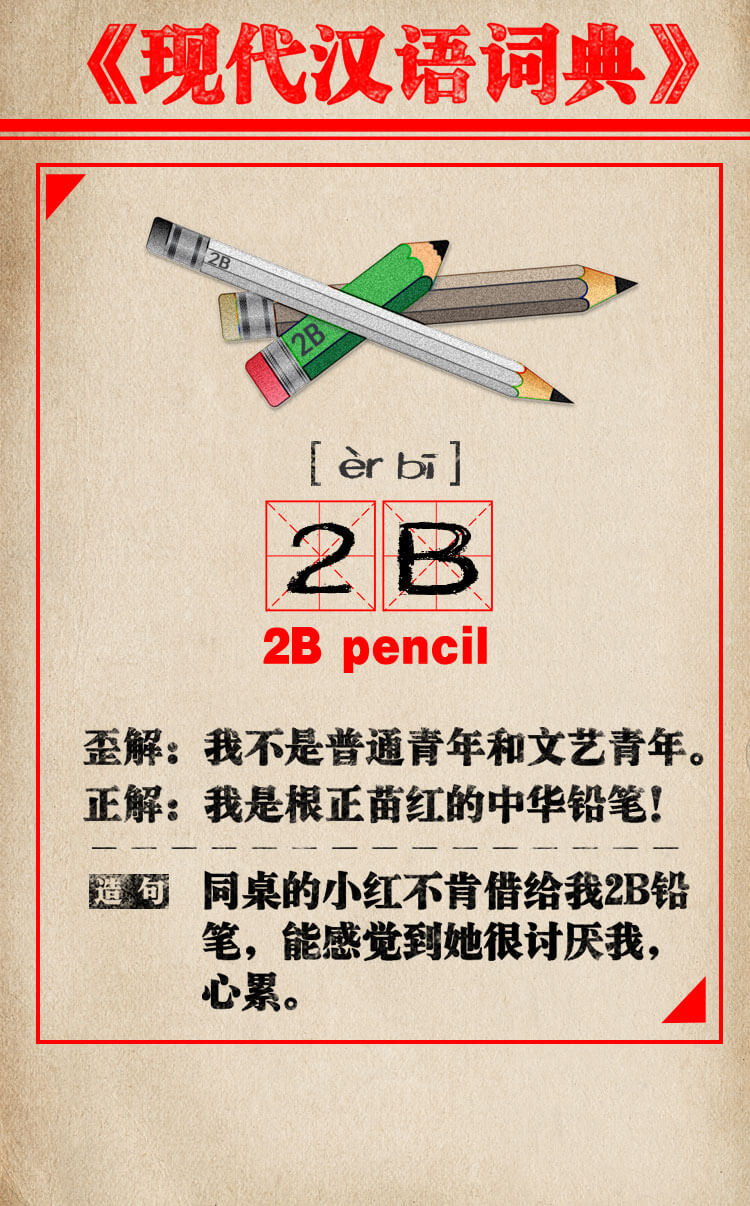 《现代汉语词典》
2B
2B
[èr bī]
2B
2B pencil
歪解：我不是普通青年和文艺青年。
正解：我是根正苗红的中华铅笔！
造句 同桌的小红不肯借给我2B铅
笔，能感觉到她很讨厌我，
心累。